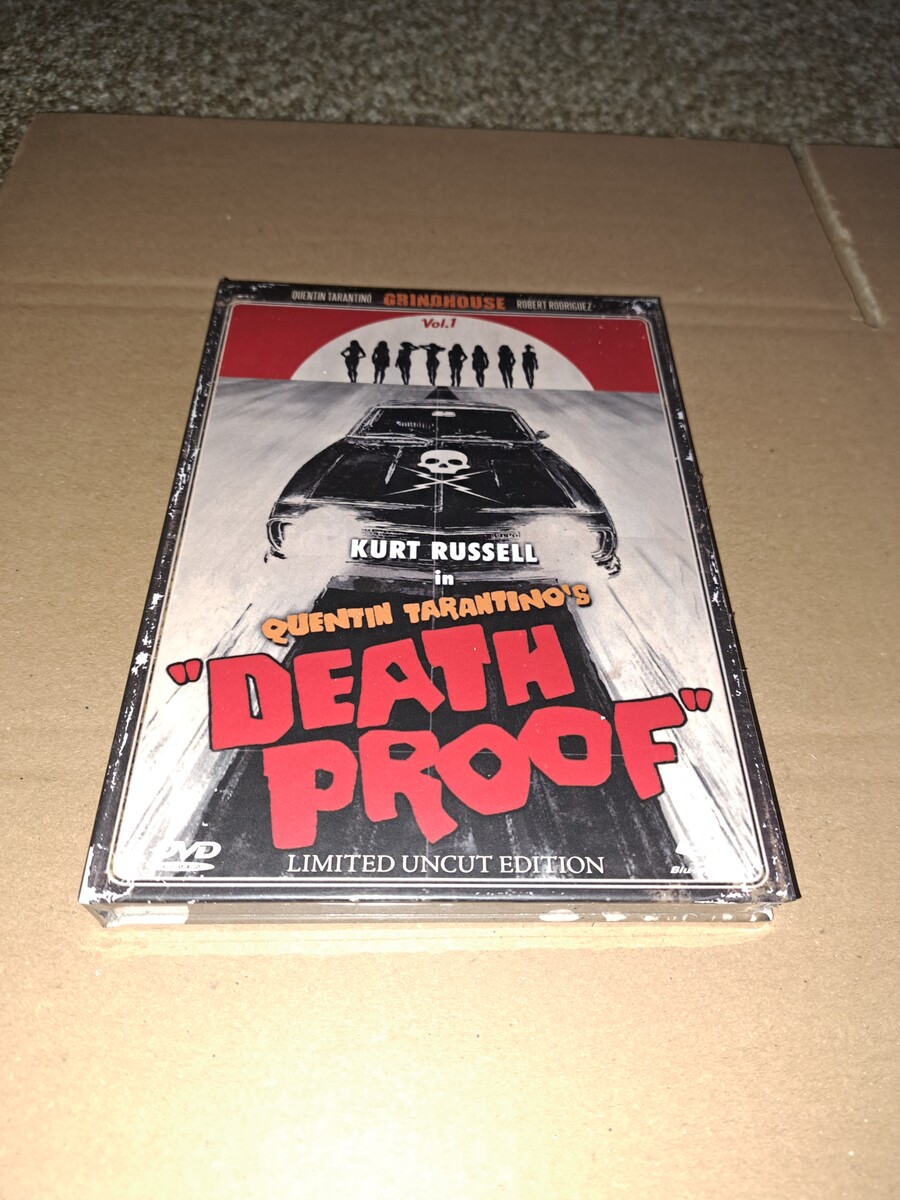 QUENTIN TARANTINO GRINDHOUSE ROBERT RODRIGUEZ
Vol.1
KURT RUSSELL
in
QUENTIN TARANTINO'S
"DEATH
PROOF"
DVD
LIMITED UNCUT EDITION